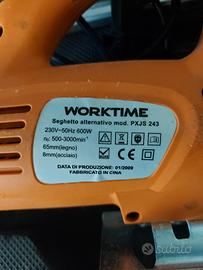 WORKTIME
Seghetto alternativo mod. PXJS 243
230V~50Hz 600W
n₀: 500-3000min⁻¹
65mm(legno)
8mm(acciaio)
DATA DI PRODUZIONE: 01/2009
FABBRICATO IN CINA
subito